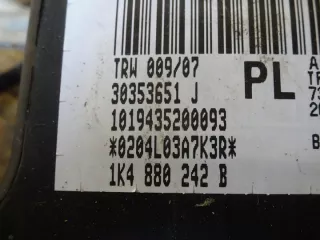 TRW 009/07
30353651 J
PL
1019435200093
*0204L03A7K3R*
1K4 880 242 B